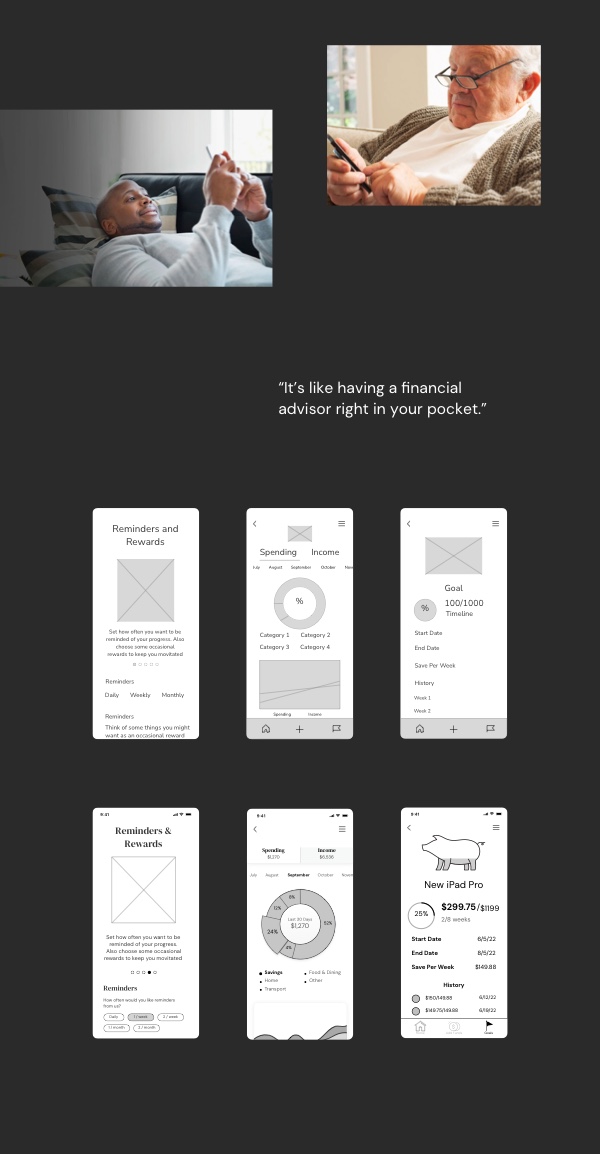 “It’s like having a financial
advisor right in your pocket.”
Reminders and
Rewards
Set how often you want to be
reminded of your progress. Also
choose some occasional
rewards to keep you movitated
Reminders
Daily Weekly Monthly
Reminders
Think of some things you might
want as an occasional reward
Spending Income
July August September October
%
Category 1 Category 2
Category 3 Category 4
Spending Income
Goal
%
100/1000
Timeline
Start Date
End Date
Save Per Week
History
Week 1
Week 2
9:41
Reminders &
Rewards
Set how often you want to be
reminded of your progress.
Also choose some occasional
rewards to keep you motivated
Reminders
How often would you like reminders
from us?
Daily 1 / week 2 / week
1 / month 2 / month
9:41
Spending Income
$1,270 $6,536
July August September October
8%
12%
24%
4%
52%
Last 30 Days
$1,270
Savings Food & Dining
Home Other
Transport
9:41
New iPad Pro
25%
$299.75/$1199
2/8 weeks
Start Date 6/5/22
End Date 8/5/22
Save Per Week $149.88
History
$150/149.88 6/12/22
$149.75/149.88 6/19/22